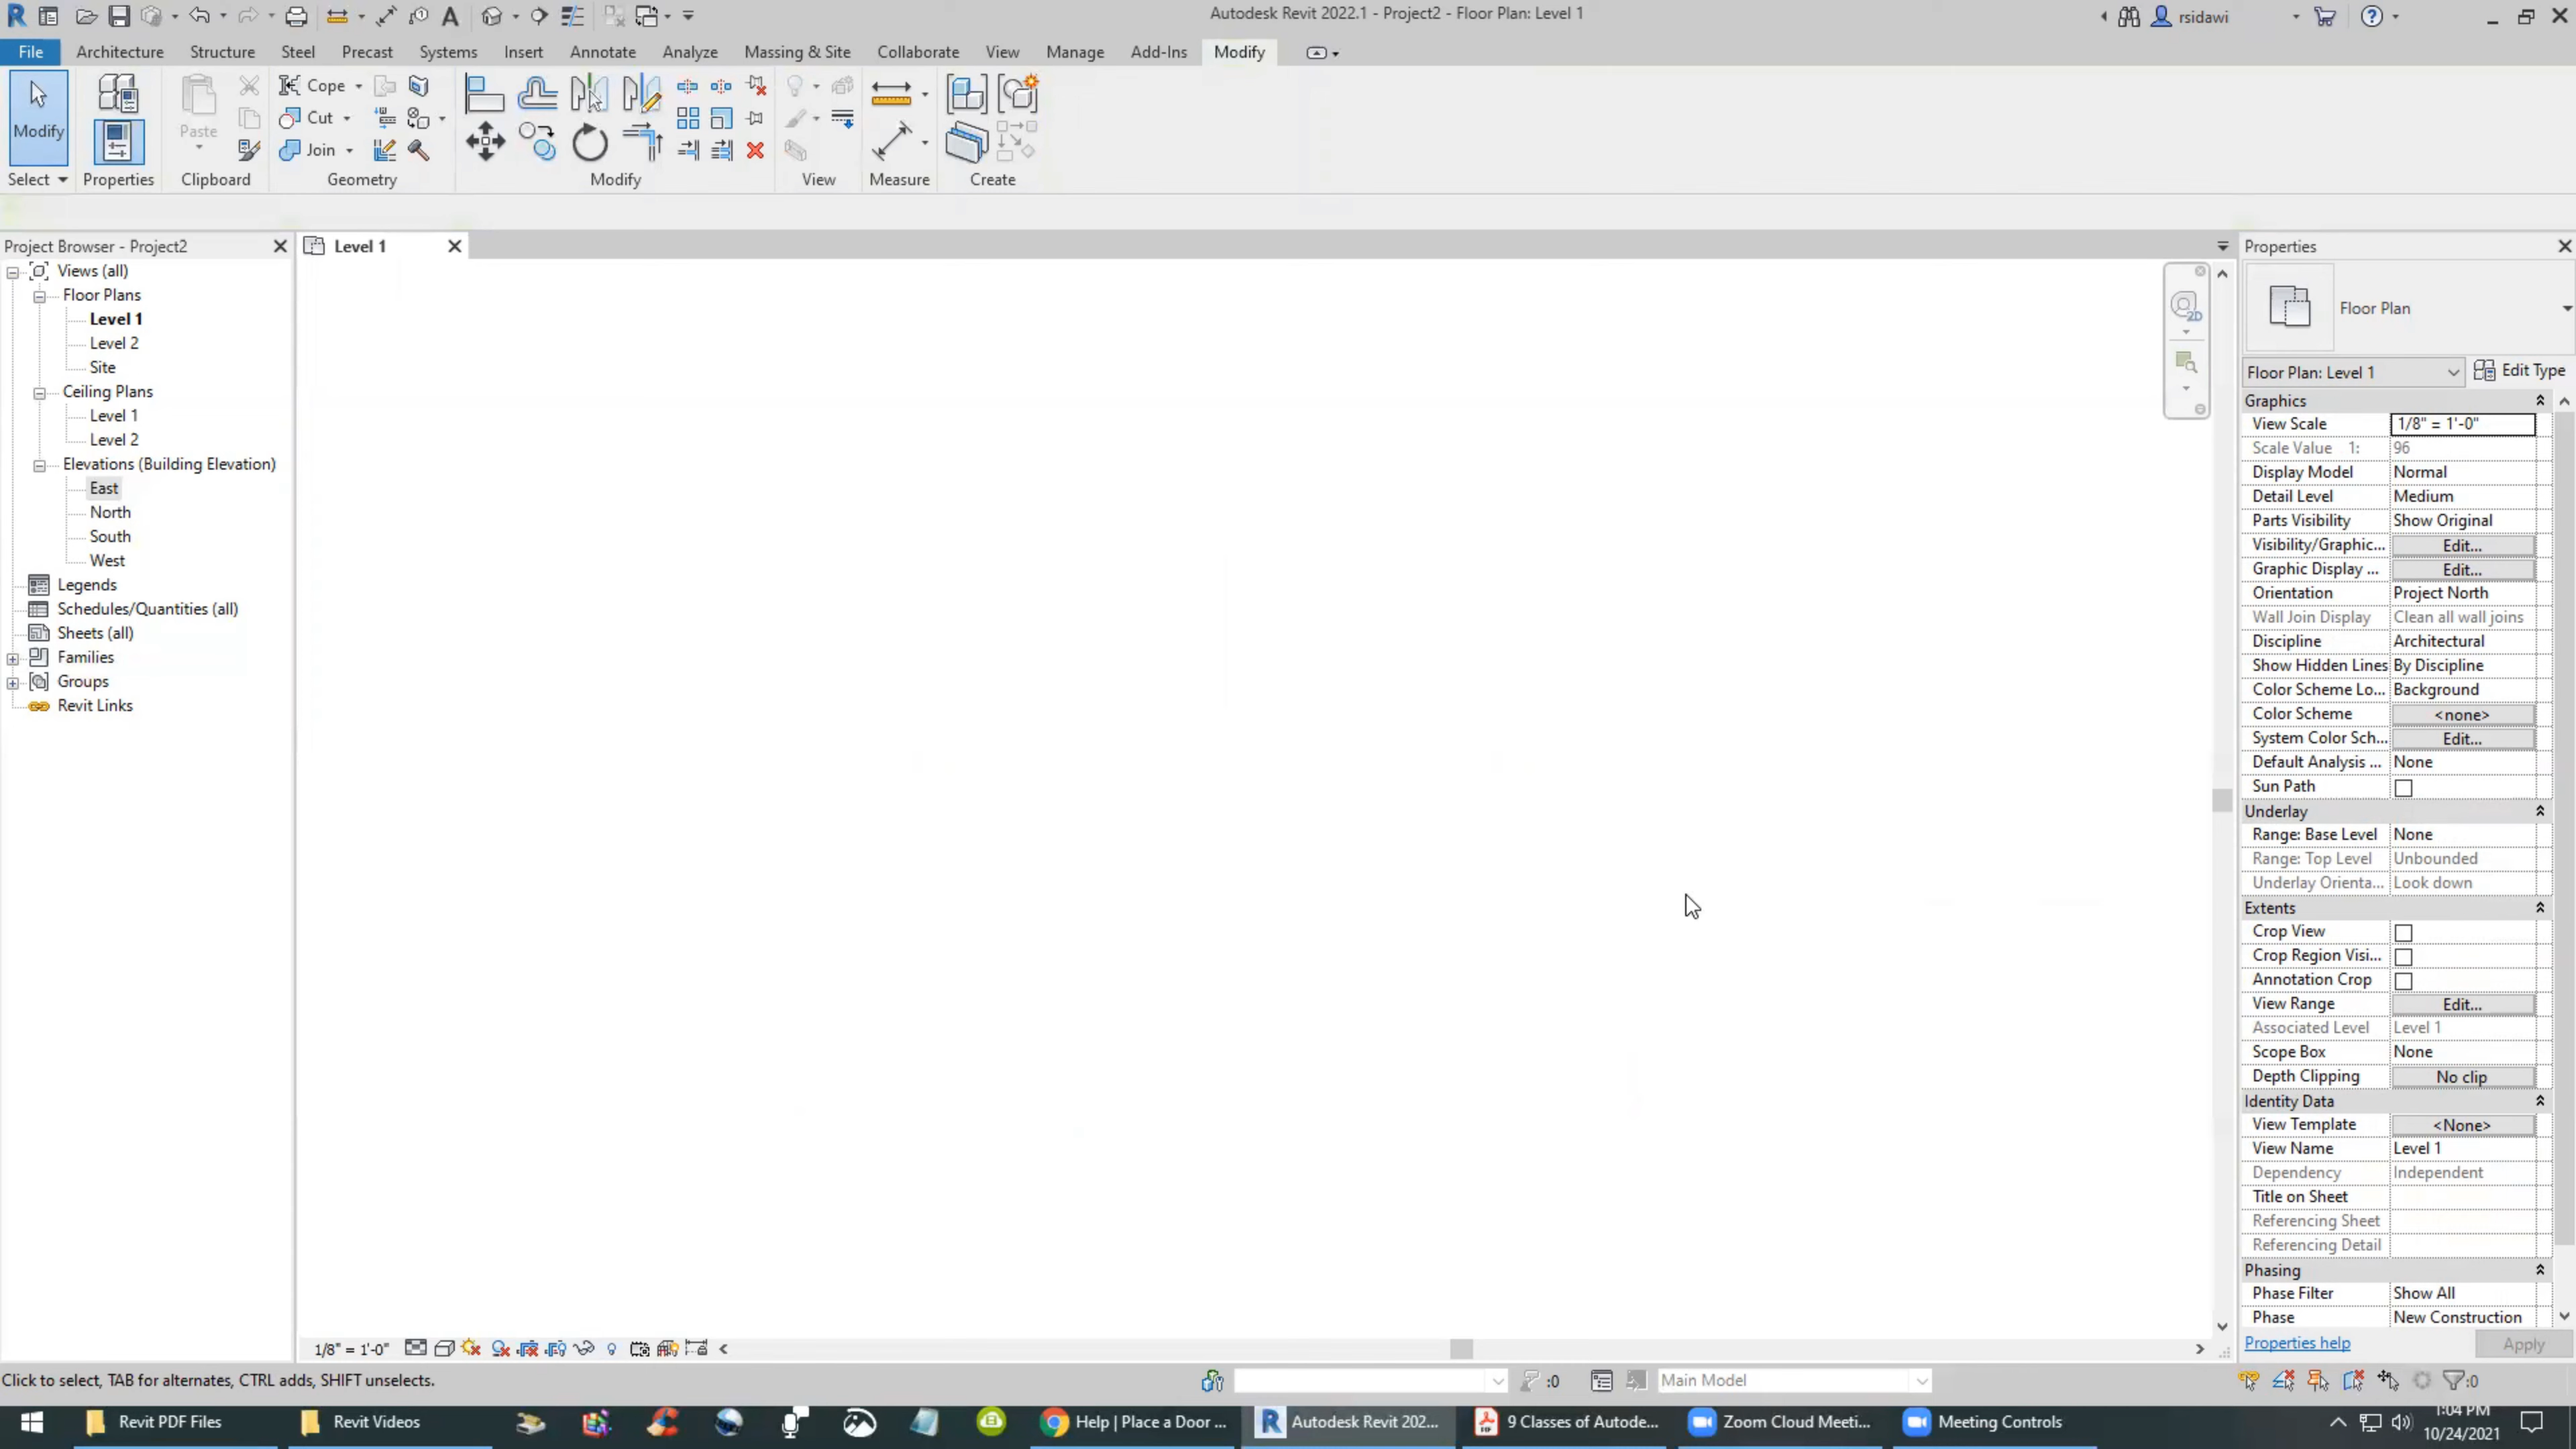 Autodesk Revit 2022.1 - Project2 - Floor Plan: Level 1
rsidawi
File Architecture Structure Steel Precast Systems Insert Annotate Analyze Massing & Site Collaborate View Manage Add-Ins Modify
Modify
Paste
Cope
Cut
Join
Select Properties Clipboard Geometry Modify View Measure Create
Project Browser - Project2
Views (all)
Floor Plans
Level 1
Level 2
Site
Ceiling Plans
Level 1
Level 2
Elevations (Building Elevation)
East
North
South
West
Legends
Schedules/Quantities (all)
Sheets (all)
Families
Groups
Revit Links
Level 1
2D
Properties
Floor Plan
Floor Plan: Level 1 Edit Type
Graphics
View Scale 1/8" = 1'-0"
Scale Value 1: 96
Display Model Normal
Detail Level Medium
Parts Visibility Show Original
Visibility/Graphic... Edit...
Graphic Display ... Edit...
Orientation Project North
Wall Join Display Clean all wall joins
Discipline Architectural
Show Hidden Lines By Discipline
Color Scheme Lo... Background
Color Scheme <none>
System Color Sch... Edit...
Default Analysis ... None
Sun Path
Underlay
Range: Base Level None
Range: Top Level Unbounded
Underlay Orienta... Look down
Extents
Crop View
Crop Region Visi...
Annotation Crop
View Range Edit...
Associated Level Level 1
Scope Box None
Depth Clipping No clip
Identity Data
View Template <None>
View Name Level 1
Dependency Independent
Title on Sheet
Referencing Sheet
Referencing Detail
Phasing
Phase Filter Show All
Phase New Construction
Properties help Apply
1/8" = 1'-0"
Click to select, TAB for alternates, CTRL adds, SHIFT unselects.
:0
Main Model
:0
Revit PDF Files
Revit Videos
Help | Place a Door ...
Autodesk Revit 202...
9 Classes of Autode...
Zoom Cloud Meeti...
Meeting Controls
1:04 PM
10/24/2021